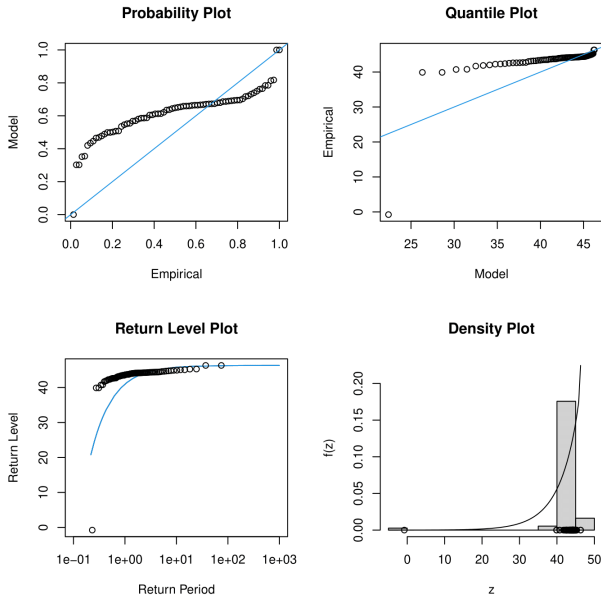 Probability Plot
Model
0.0 0.2 0.4 0.6 0.8 1.0
0.0 0.2 0.4 0.6 0.8 1.0
Empirical
Quantile Plot
Empirical
0 10 20 30 40
25 30 35 40 45
Model
Return Level Plot
Return Level
0 10 20 30 40
1e−01 1e+00 1e+01 1e+02 1e+03
Return Period
Density Plot
f(z)
0.00 0.05 0.10 0.15 0.20
0 10 20 30 40 50
z